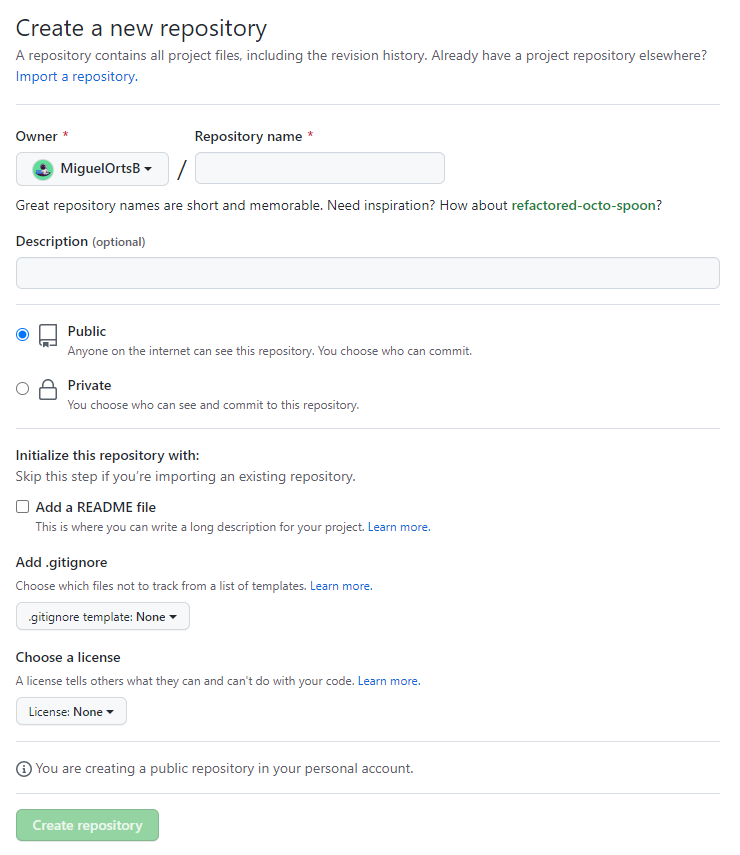 Create a new repository
A repository contains all project files, including the revision history. Already have a project repository elsewhere?
Import a repository.
Owner * Repository name *
MiguelOrtsB /
Great repository names are short and memorable. Need inspiration? How about refactored-octo-spoon?
Description (optional)
Public
Anyone on the internet can see this repository. You choose who can commit.
Private
You choose who can see and commit to this repository.
Initialize this repository with:
Skip this step if you're importing an existing repository.
Add a README file
This is where you can write a long description for your project. Learn more.
Add .gitignore
Choose which files not to track from a list of templates. Learn more.
.gitignore template: None
Choose a license
A license tells others what they can and can't do with your code. Learn more.
License: None
You are creating a public repository in your personal account.
Create repository